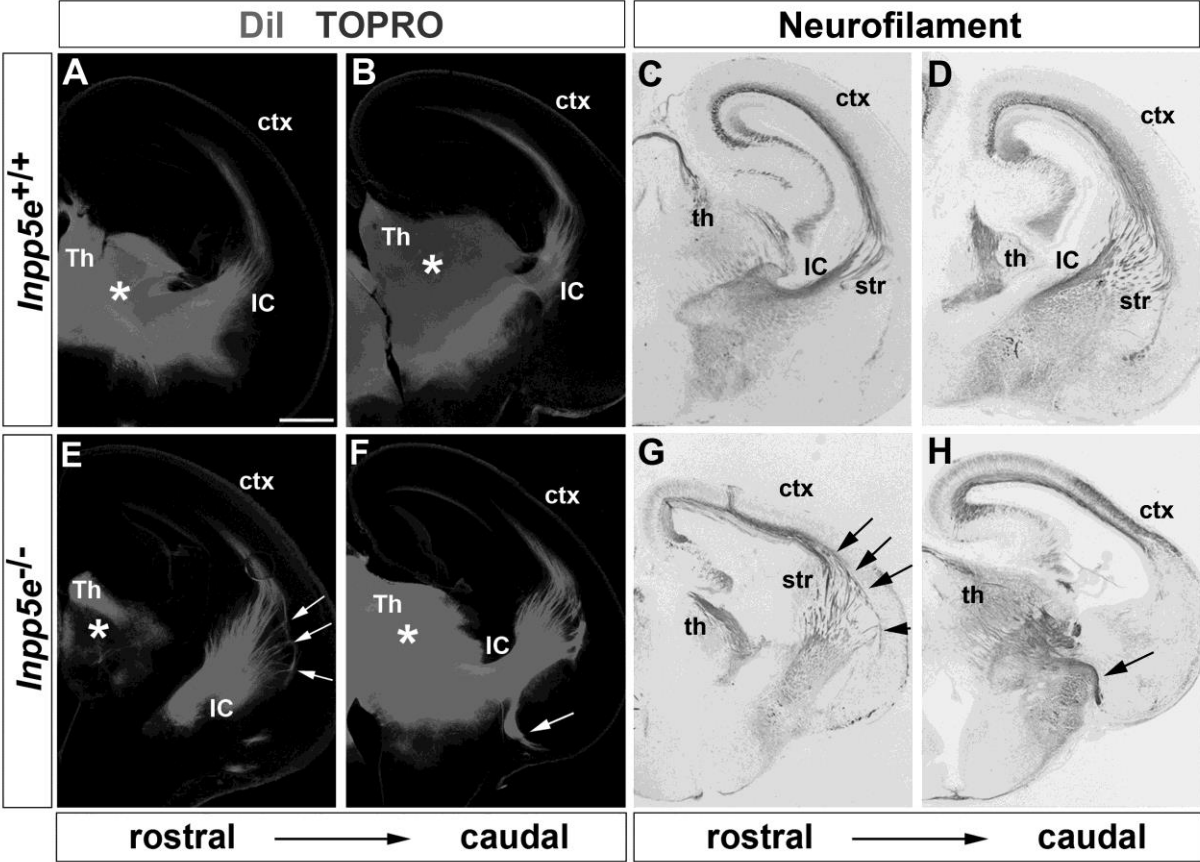 DiI TOPRO
Neurofilament
Inpp5e+/+
A
ctx
Th
*
IC
B
ctx
Th
*
IC
C
ctx
th
IC
str
D
ctx
th
IC
str
Inpp5e-/-
E
ctx
Th
*
IC
F
ctx
Th
*
IC
G
ctx
str
th
H
ctx
th
rostral → caudal
rostral → caudal